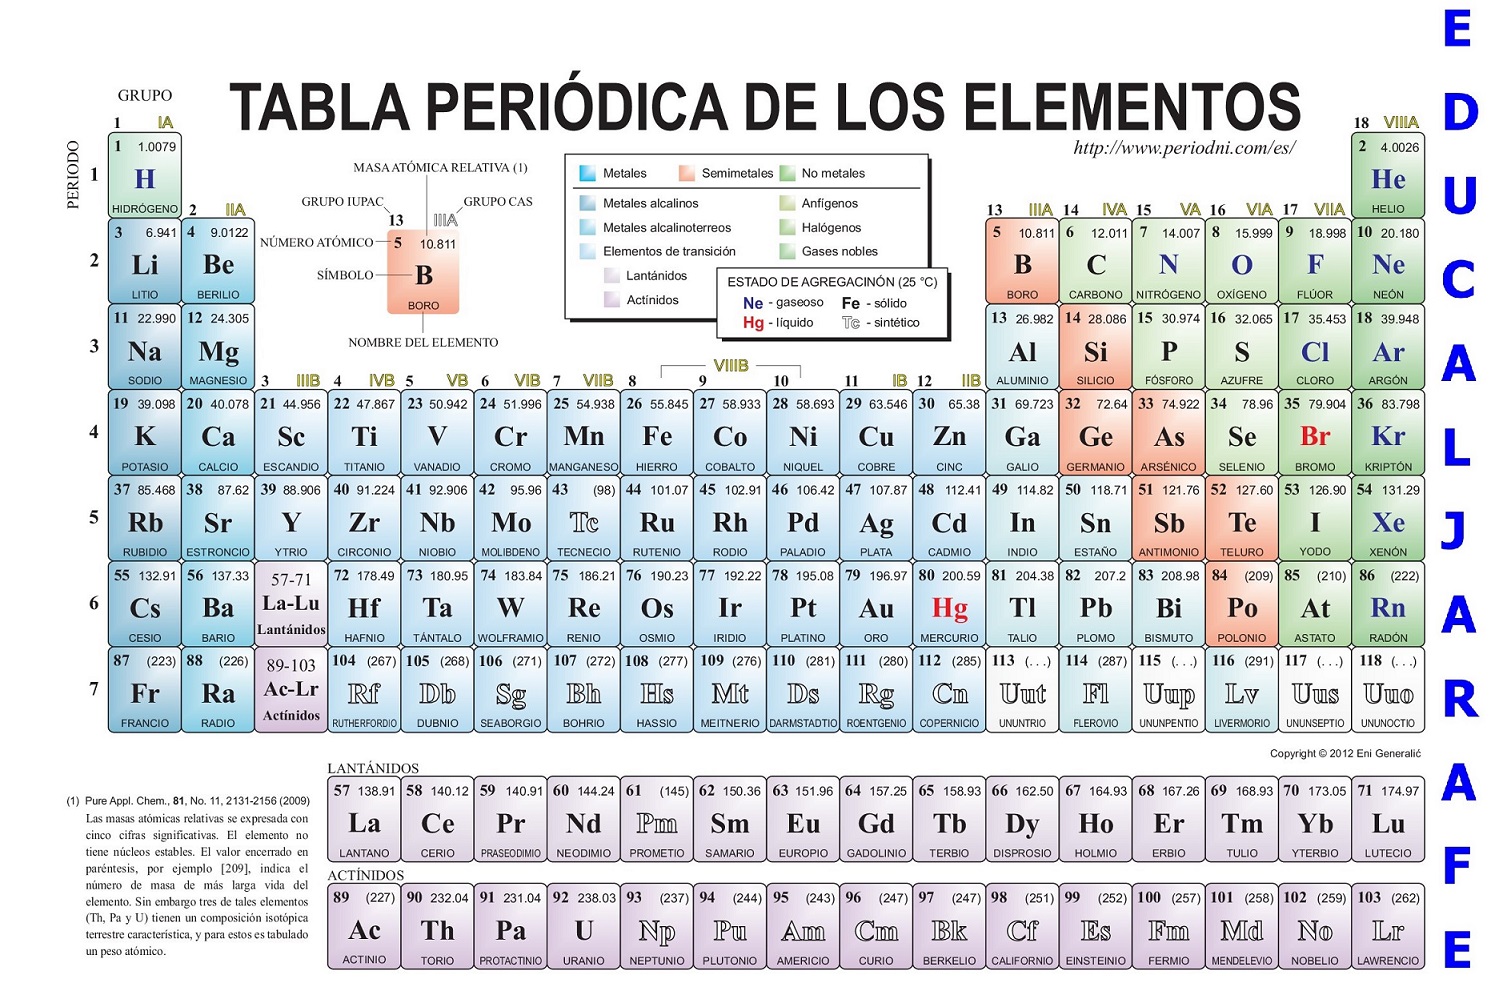 TABLA PERIÓDICA DE LOS ELEMENTOS
http://www.periodni.com/es/
GRUPO
PERIODO
1 IA
18 VIIIA
1
1 1.0079
H
HIDRÓGENO
2 4.0026
He
HELIO
MASA ATÓMICA RELATIVA (1)
GRUPO IUPAC
GRUPO CAS
13 IIIA
NÚMERO ATÓMICO
5 10.811
SÍMBOLO
B
BORO
NOMBRE DEL ELEMENTO
Metales Semimetales No metales
Metales alcalinos Anfígenos
Metales alcalinoterreos Halógenos
Elementos de transición Gases nobles
Lantánidos
Actínidos
ESTADO DE AGREGACINÓN (25 °C)
Ne - gaseoso Fe - sólido
Hg - líquido Tc - sintético
2 IIA
13 IIIA 14 IVA 15 VA 16 VIA 17 VIIA
2
3 6.941 4 9.0122 5 10.811 6 12.011 7 14.007 8 15.999 9 18.998 10 20.180
Li Be B C N O F Ne
LITIO BERILIO BORO CARBONO NITRÓGENO OXÍGENO FLÚOR NEÓN
3
11 22.990 12 24.305 13 26.982 14 28.086 15 30.974 16 32.065 17 35.453 18 39.948
Na Mg Al Si P S Cl Ar
SODIO MAGNESIO ALUMINIO SILICIO FÓSFORO AZUFRE CLORO ARGÓN
3 IIIB 4 IVB 5 VB 6 VIB 7 VIIB 8 9 10 VIIIB 11 IB 12 IIB
4
19 39.098 20 40.078 21 44.956 22 47.867 23 50.942 24 51.996 25 54.938 26 55.845 27 58.933 28 58.693 29 63.546 30 65.38 31 69.723 32 72.64 33 74.922 34 78.96 35 79.904 36 83.798
K Ca Sc Ti V Cr Mn Fe Co Ni Cu Zn Ga Ge As Se Br Kr
POTASIO CALCIO ESCANDIO TITANIO VANADIO CROMO MANGANESO HIERRO COBALTO NIQUEL COBRE CINC GALIO GERMANIO ARSÉNICO SELENIO BROMO KRIPTÓN
5
37 85.468 38 87.62 39 88.906 40 91.224 41 92.906 42 95.96 43 (98) 44 101.07 45 102.91 46 106.42 47 107.87 48 112.41 49 114.82 50 118.71 51 121.76 52 127.60 53 126.90 54 131.29
Rb Sr Y Zr Nb Mo Tc Ru Rh Pd Ag Cd In Sn Sb Te I Xe
RUBIDIO ESTRONCIO YTRIO CIRCONIO NIOBIO MOLIBDENO TECNECIO RUTENIO RODIO PALADIO PLATA CADMIO INDIO ESTAÑO ANTIMONIO TELURO YODO XENÓN
6
55 132.91 56 137.33 57-71 72 178.49 73 180.95 74 183.84 75 186.21 76 190.23 77 192.22 78 195.08 79 196.97 80 200.59 81 204.38 82 207.2 83 208.98 84 (209) 85 (210) 86 (222)
Cs Ba La-Lu Hf Ta W Re Os Ir Pt Au Hg Tl Pb Bi Po At Rn
CESIO BARIO Lantánidos HAFNIO TÁNTALO WOLFRAMIO RENIO OSMIO IRIDIO PLATINO ORO MERCURIO TALIO PLOMO BISMUTO POLONIO ASTATO RADÓN
7
87 (223) 88 (226) 89-103 104 (267) 105 (268) 106 (271) 107 (272) 108 (277) 109 (276) 110 (281) 111 (280) 112 (285) 113 (...) 114 (287) 115 (...) 116 (291) 117 (...) 118 (...)
Fr Ra Ac-Lr Rf Db Sg Bh Hs Mt Ds Rg Cn Uut Fl Uup Lv Uus Uuo
FRANCIO RADIO Actínidos RUTHERFORDIO DUBNIO SEABORGIO BOHRIO HASSIO MEITNERIO DARMSTADTIO ROENTGENIO COPERNICIO UNUNTRIO FLEROVIO UNUNPENTIO LIVERMORIO UNUNSEPTIO UNUNOCTIO
Copyright © 2012 Eni Generalić
LANTÁNIDOS
57 138.91 58 140.12 59 140.91 60 144.24 61 (145) 62 150.36 63 151.96 64 157.25 65 158.93 66 162.50 67 164.93 68 167.26 69 168.93 70 173.05 71 174.97
La Ce Pr Nd Pm Sm Eu Gd Tb Dy Ho Er Tm Yb Lu
LANTANO CERIO PRASEODIMIO NEODIMIO PROMETIO SAMARIO EUROPIO GADOLINIO TERBIO DISPROSIO HOLMIO ERBIO TULIO YTERBIO LUTECIO
ACTÍNIDOS
89 (227) 90 232.04 91 231.04 92 238.03 93 (237) 94 (244) 95 (243) 96 (247) 97 (247) 98 (251) 99 (252) 100 (257) 101 (258) 102 (259) 103 (262)
Ac Th Pa U Np Pu Am Cm Bk Cf Es Fm Md No Lr
ACTINIO TORIO PROTACTINIO URANIO NEPTUNIO PLUTONIO AMERICIO CURIO BERKELIO CALIFORNIO EINSTEINIO FERMIO MENDELEVIO NOBELIO LAWRENCIO
(1) Pure Appl. Chem., 81, No. 11, 2131-2156 (2009)
Las masas atómicas relativas se expresada con
cinco cifras significativas. El elemento no
tiene núcleos estables. El valor encerrado en
paréntesis, por ejemplo [209], indica el
número de masa de más larga vida del
elemento. Sin embargo tres de tales elementos
(Th, Pa y U) tienen un composición isotópica
terrestre característica, y para estos es tabulado
un peso atómico.
E
D
U
C
A
L
J
A
R
A
F
E